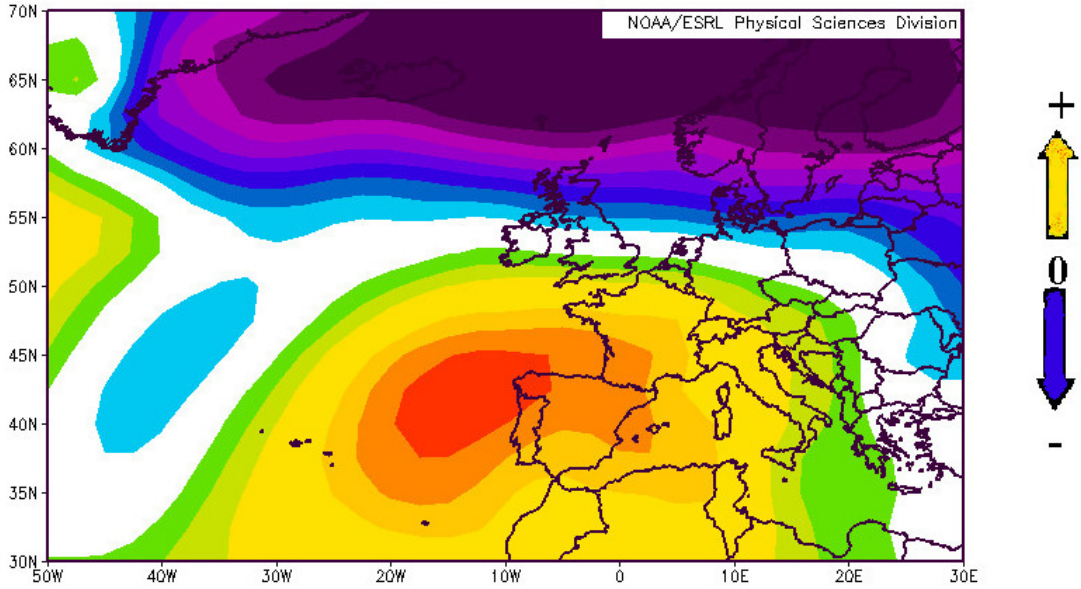 70N
NOAA/ESRL Physical Sciences Division
65N
60N
55N
50N
45N
40N
35N
30N
50W 40W 30W 20W 10W 0 10E 20E 30E
+
0
-